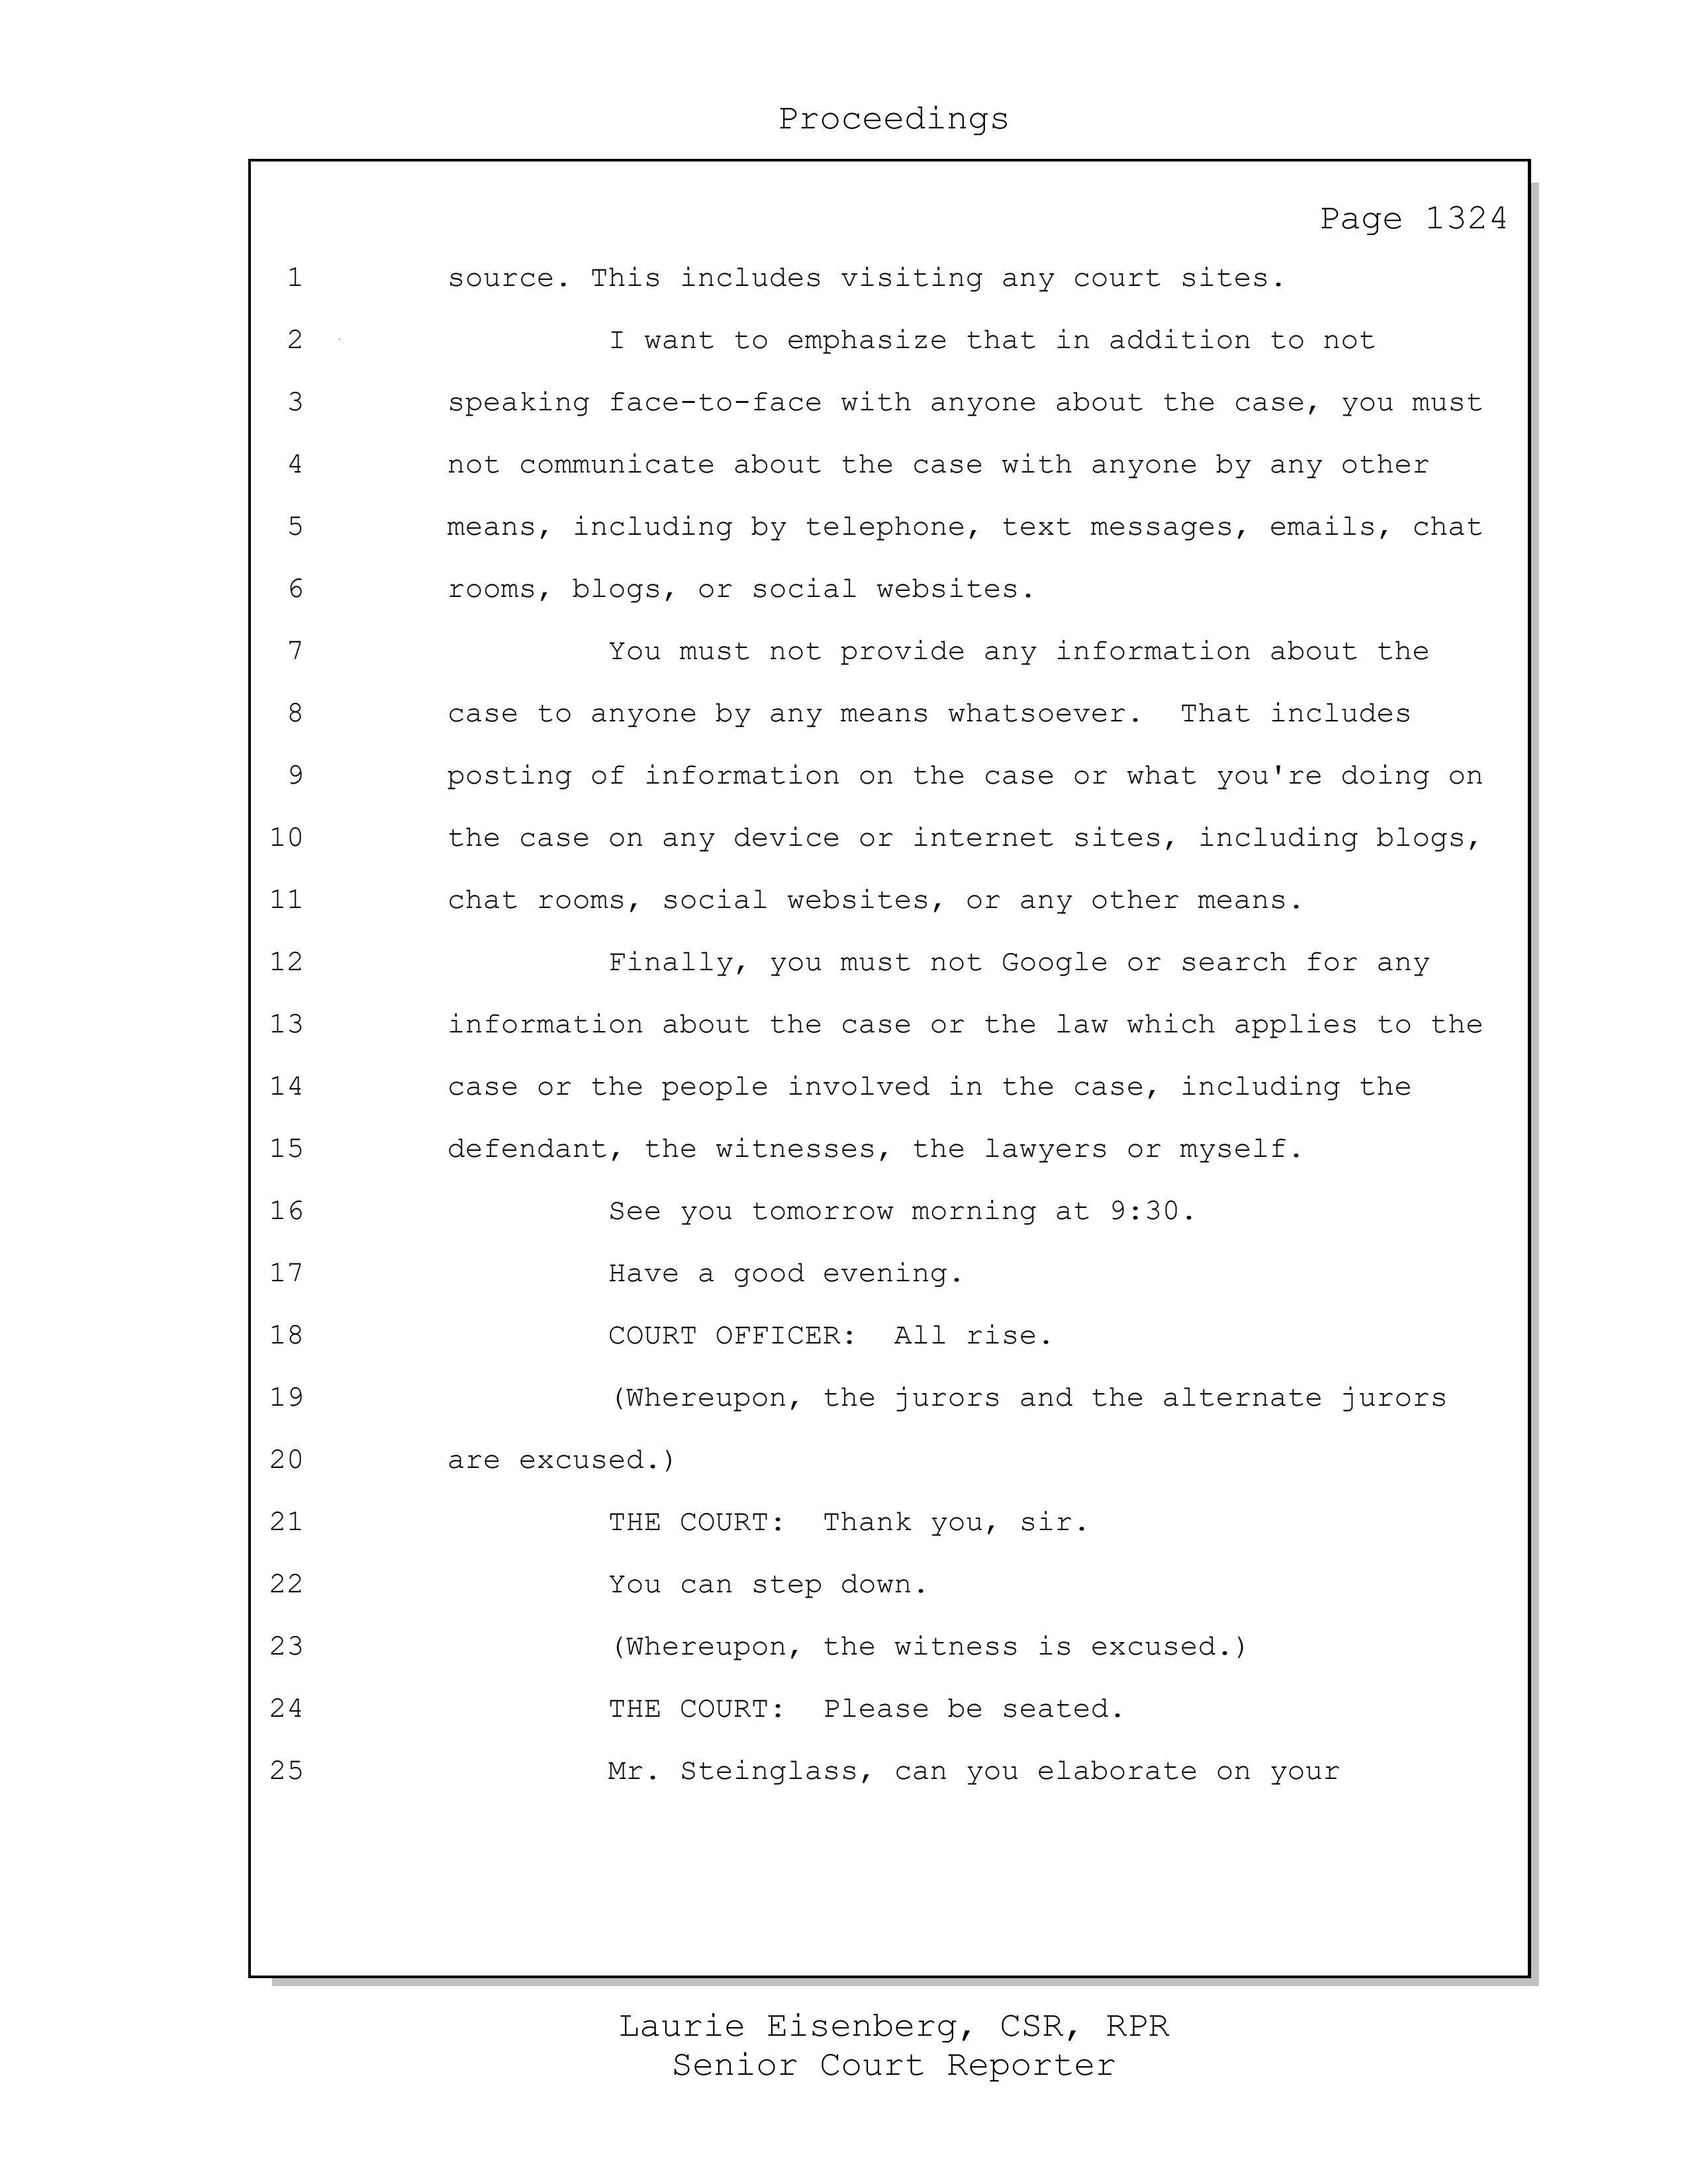 Proceedings
Page 1324
1 source. This includes visiting any court sites.
2 I want to emphasize that in addition to not
3 speaking face-to-face with anyone about the case, you must
4 not communicate about the case with anyone by any other
5 means, including by telephone, text messages, emails, chat
6 rooms, blogs, or social websites.
7 You must not provide any information about the
8 case to anyone by any means whatsoever.  That includes
9 posting of information on the case or what you're doing on
10 the case on any device or internet sites, including blogs,
11 chat rooms, social websites, or any other means.
12 Finally, you must not Google or search for any
13 information about the case or the law which applies to the
14 case or the people involved in the case, including the
15 defendant, the witnesses, the lawyers or myself.
16 See you tomorrow morning at 9:30.
17 Have a good evening.
18 COURT OFFICER:  All rise.
19 (Whereupon, the jurors and the alternate jurors
20 are excused.)
21 THE COURT:  Thank you, sir.
22 You can step down.
23 (Whereupon, the witness is excused.)
24 THE COURT:  Please be seated.
25 Mr. Steinglass, can you elaborate on your
Laurie Eisenberg, CSR, RPR
Senior Court Reporter